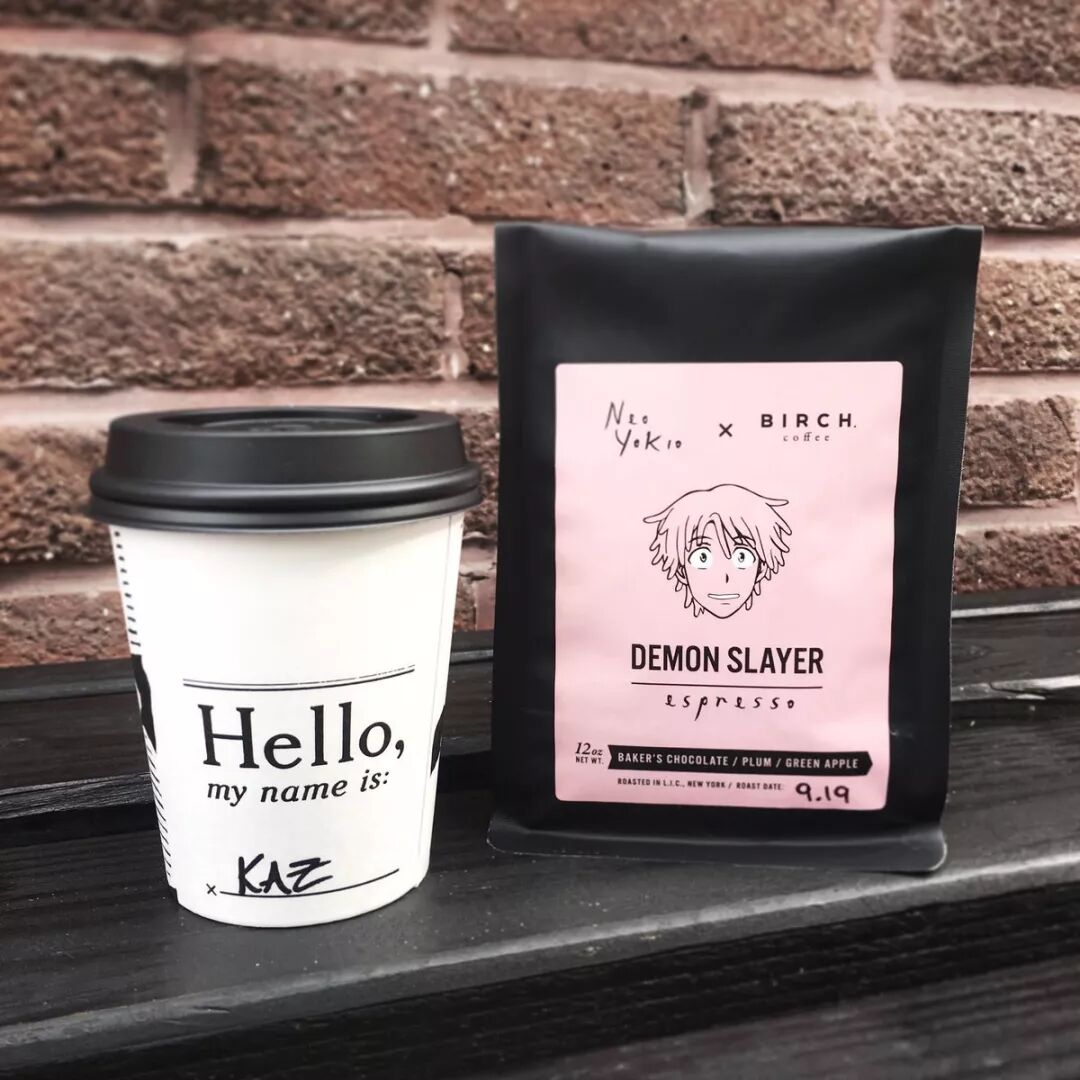 Hello,
my name is:
x KAZ
Neo
Yokio
x
BIRCH.
coffee
DEMON SLAYER
espresso
12oz
NET WT.
BAKER'S CHOCOLATE / PLUM / GREEN APPLE
ROASTED IN L.I.C., NEW YORK / ROAST DATE: 9.19